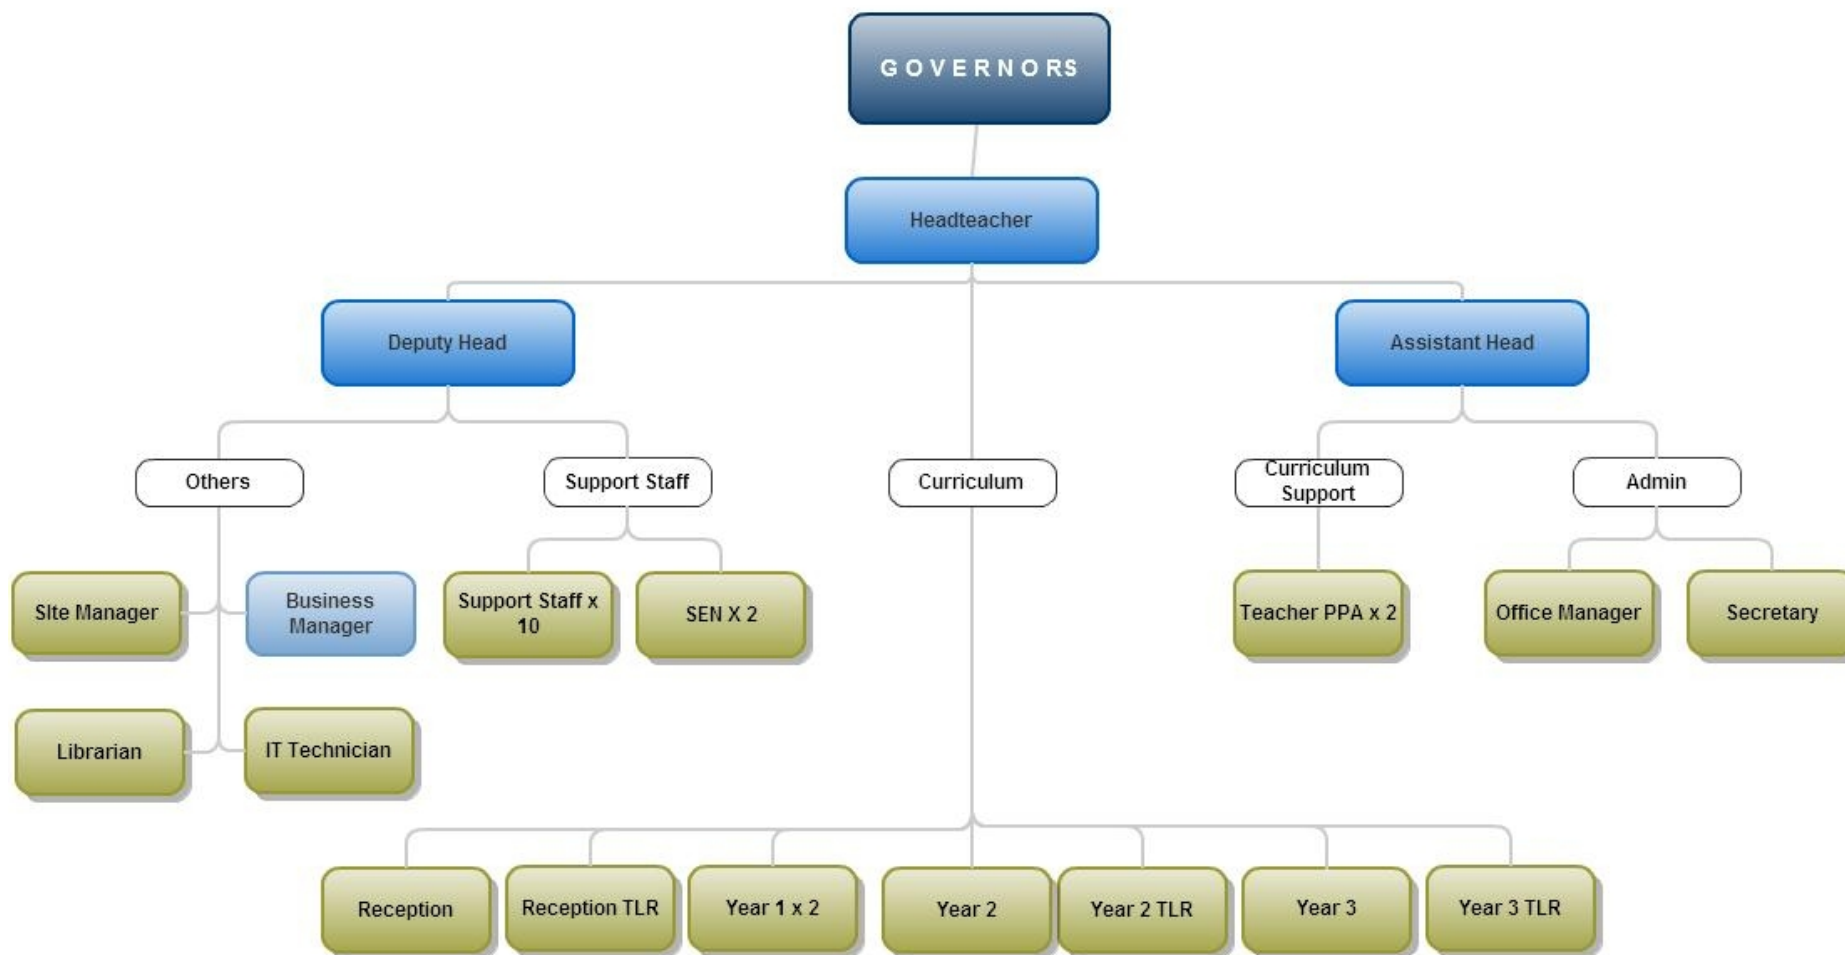 G O V E R N O RS
Headteacher
Deputy Head
Assistant Head
Others
Support Staff
Curriculum
Curriculum
Support
Admin
SIte Manager
Business
Manager
Support Staff x
10
SEN X 2
Teacher PPA x 2
Office Manager
Secretary
Librarian
IT Technician
Reception
Reception TLR
Year 1 x 2
Year 2
Year 2 TLR
Year 3
Year 3 TLR